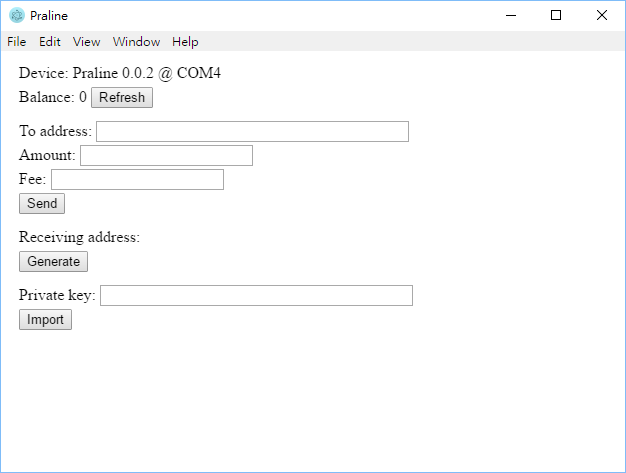 Praline
File Edit View Window Help
Device: Praline 0.0.2 @ COM4
Balance: 0 Refresh
To address:
Amount:
Fee:
Send
Receiving address:
Generate
Private key:
Import